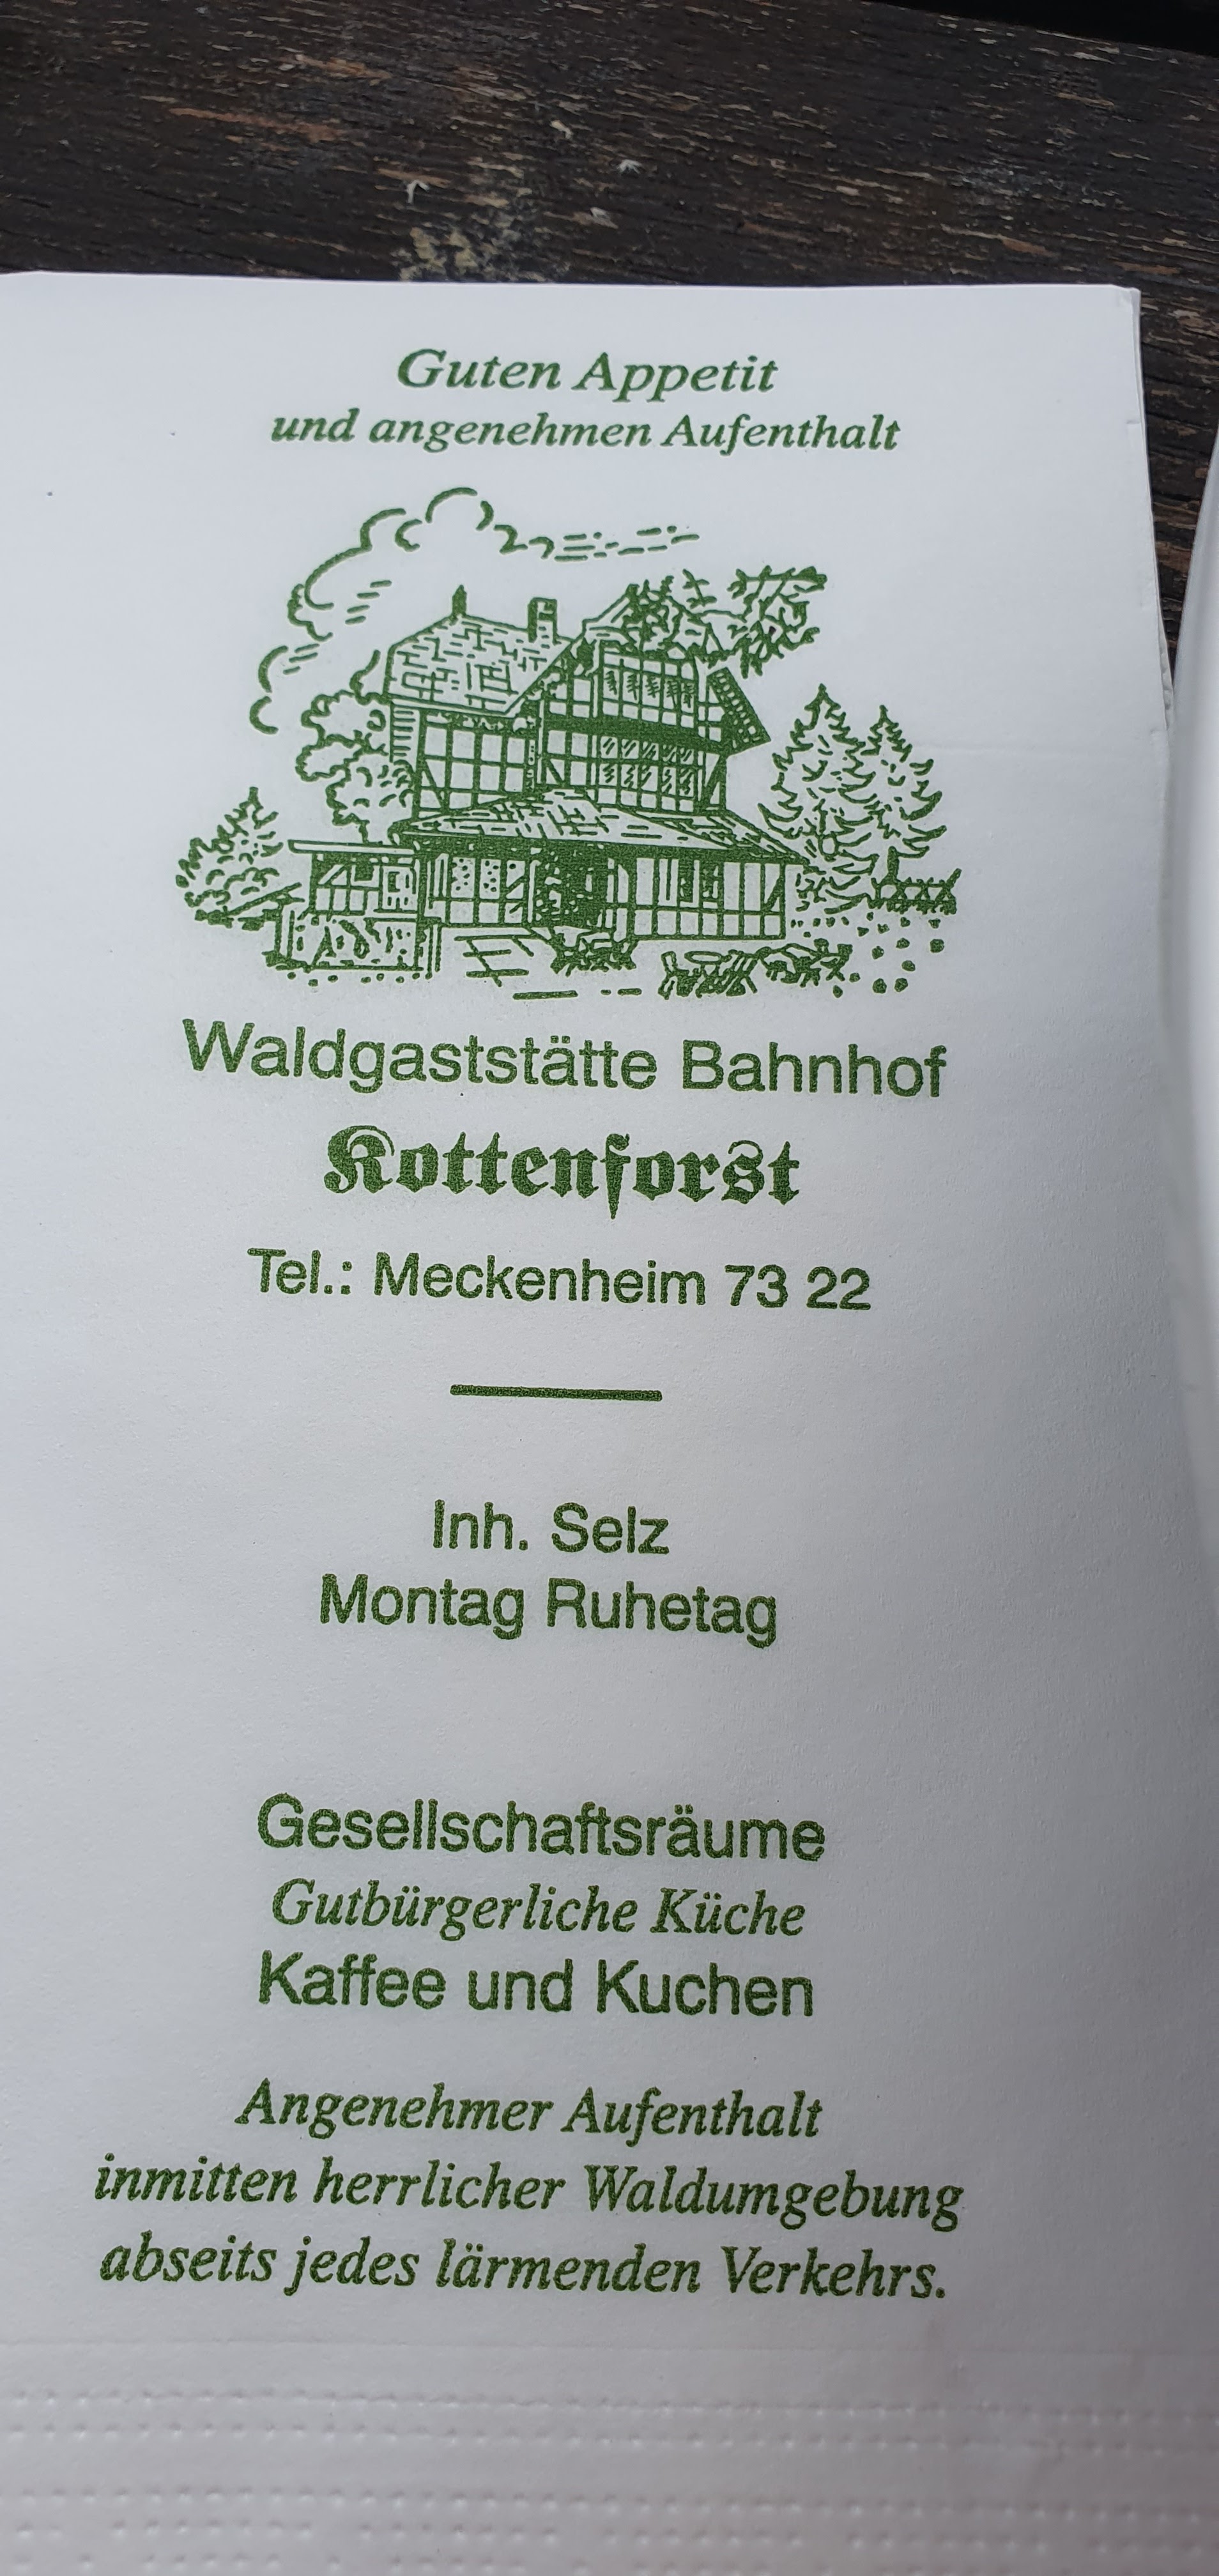 Guten Appetit
und angenehmen Aufenthalt
Waldgaststätte Bahnhof
Kottenforst
Tel.: Meckenheim 73 22
Inh. Selz
Montag Ruhetag
Gesellschaftsräume
Gutbürgerliche Küche
Kaffee und Kuchen
Angenehmer Aufenthalt
inmitten herrlicher Waldumgebung
abseits jedes lärmenden Verkehrs.